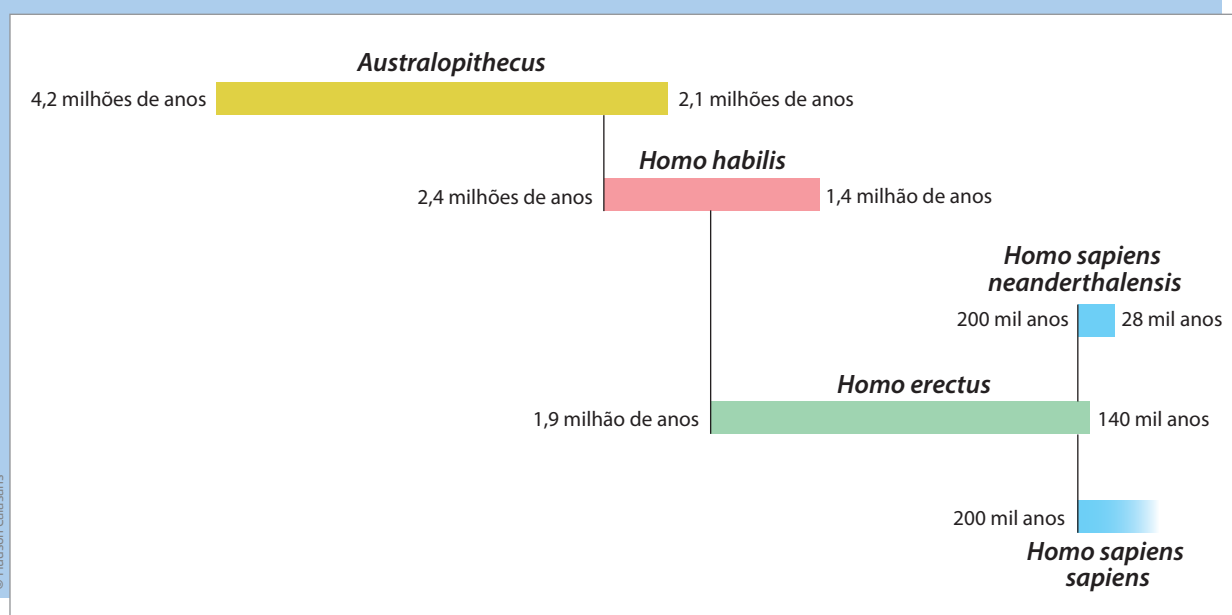 Australopithecus
4,2 milhões de anos
2,1 milhões de anos
Homo habilis
2,4 milhões de anos
1,4 milhão de anos
Homo sapiens
neanderthalensis
200 mil anos
28 mil anos
Homo erectus
1,9 milhão de anos
140 mil anos
200 mil anos
Homo sapiens
sapiens